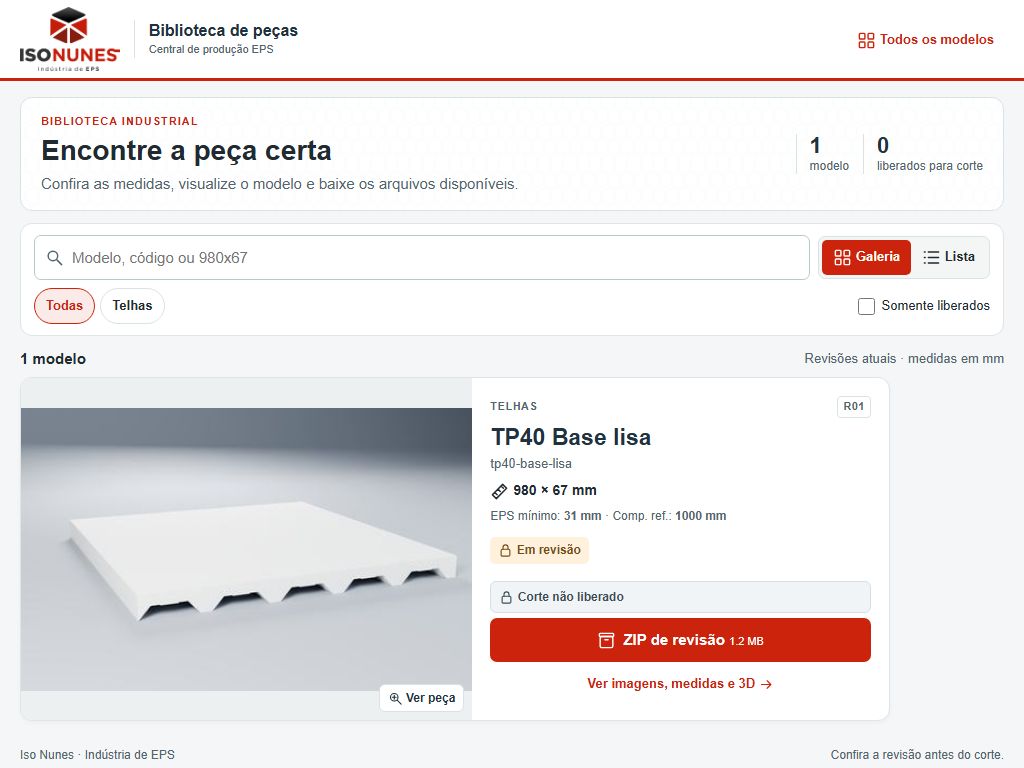 ISONUNES
Indústria de EPS
Biblioteca de peças
Central de produção EPS
Todos os modelos
BIBLIOTECA INDUSTRIAL
Encontre a peça certa
Confira as medidas, visualize o modelo e baixe os arquivos disponíveis.
1
modelo
0
liberados para corte
Modelo, código ou 980x67
Galeria
Lista
Todas
Telhas
Somente liberados
1 modelo
Revisões atuais · medidas em mm
TELHAS
R01
TP40 Base lisa
tp40-base-lisa
980 × 67 mm
EPS mínimo: 31 mm · Comp. ref.: 1000 mm
Em revisão
Corte não liberado
ZIP de revisão 1.2 MB
Ver peça
Ver imagens, medidas e 3D →
Iso Nunes · Indústria de EPS
Confira a revisão antes do corte.